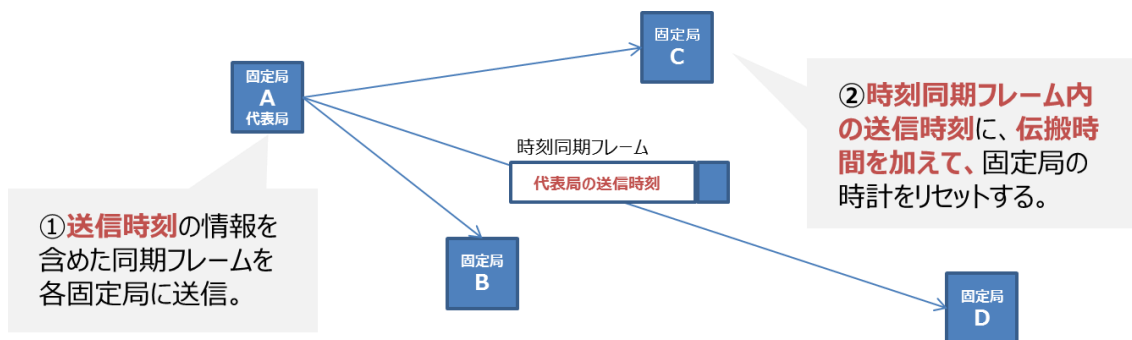 固定局
C
固定局
A
代表局
②時刻同期フレーム内
の送信時刻に、伝搬時
間を加えて、固定局の
時計をリセットする。
時刻同期フレーム
代表局の送信時刻
①送信時刻の情報を
含めた同期フレームを
各固定局に送信。
固定局
B
固定局
D